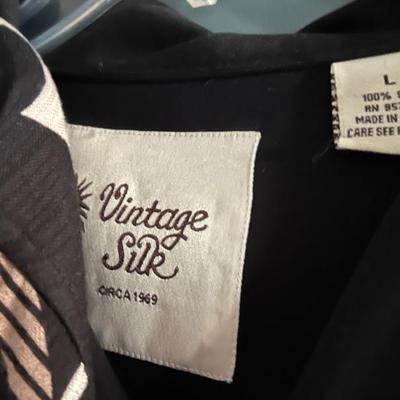 Vintage
Silk
CIRCA 1969
L
100%
RN
MADE IN
CARE SEE